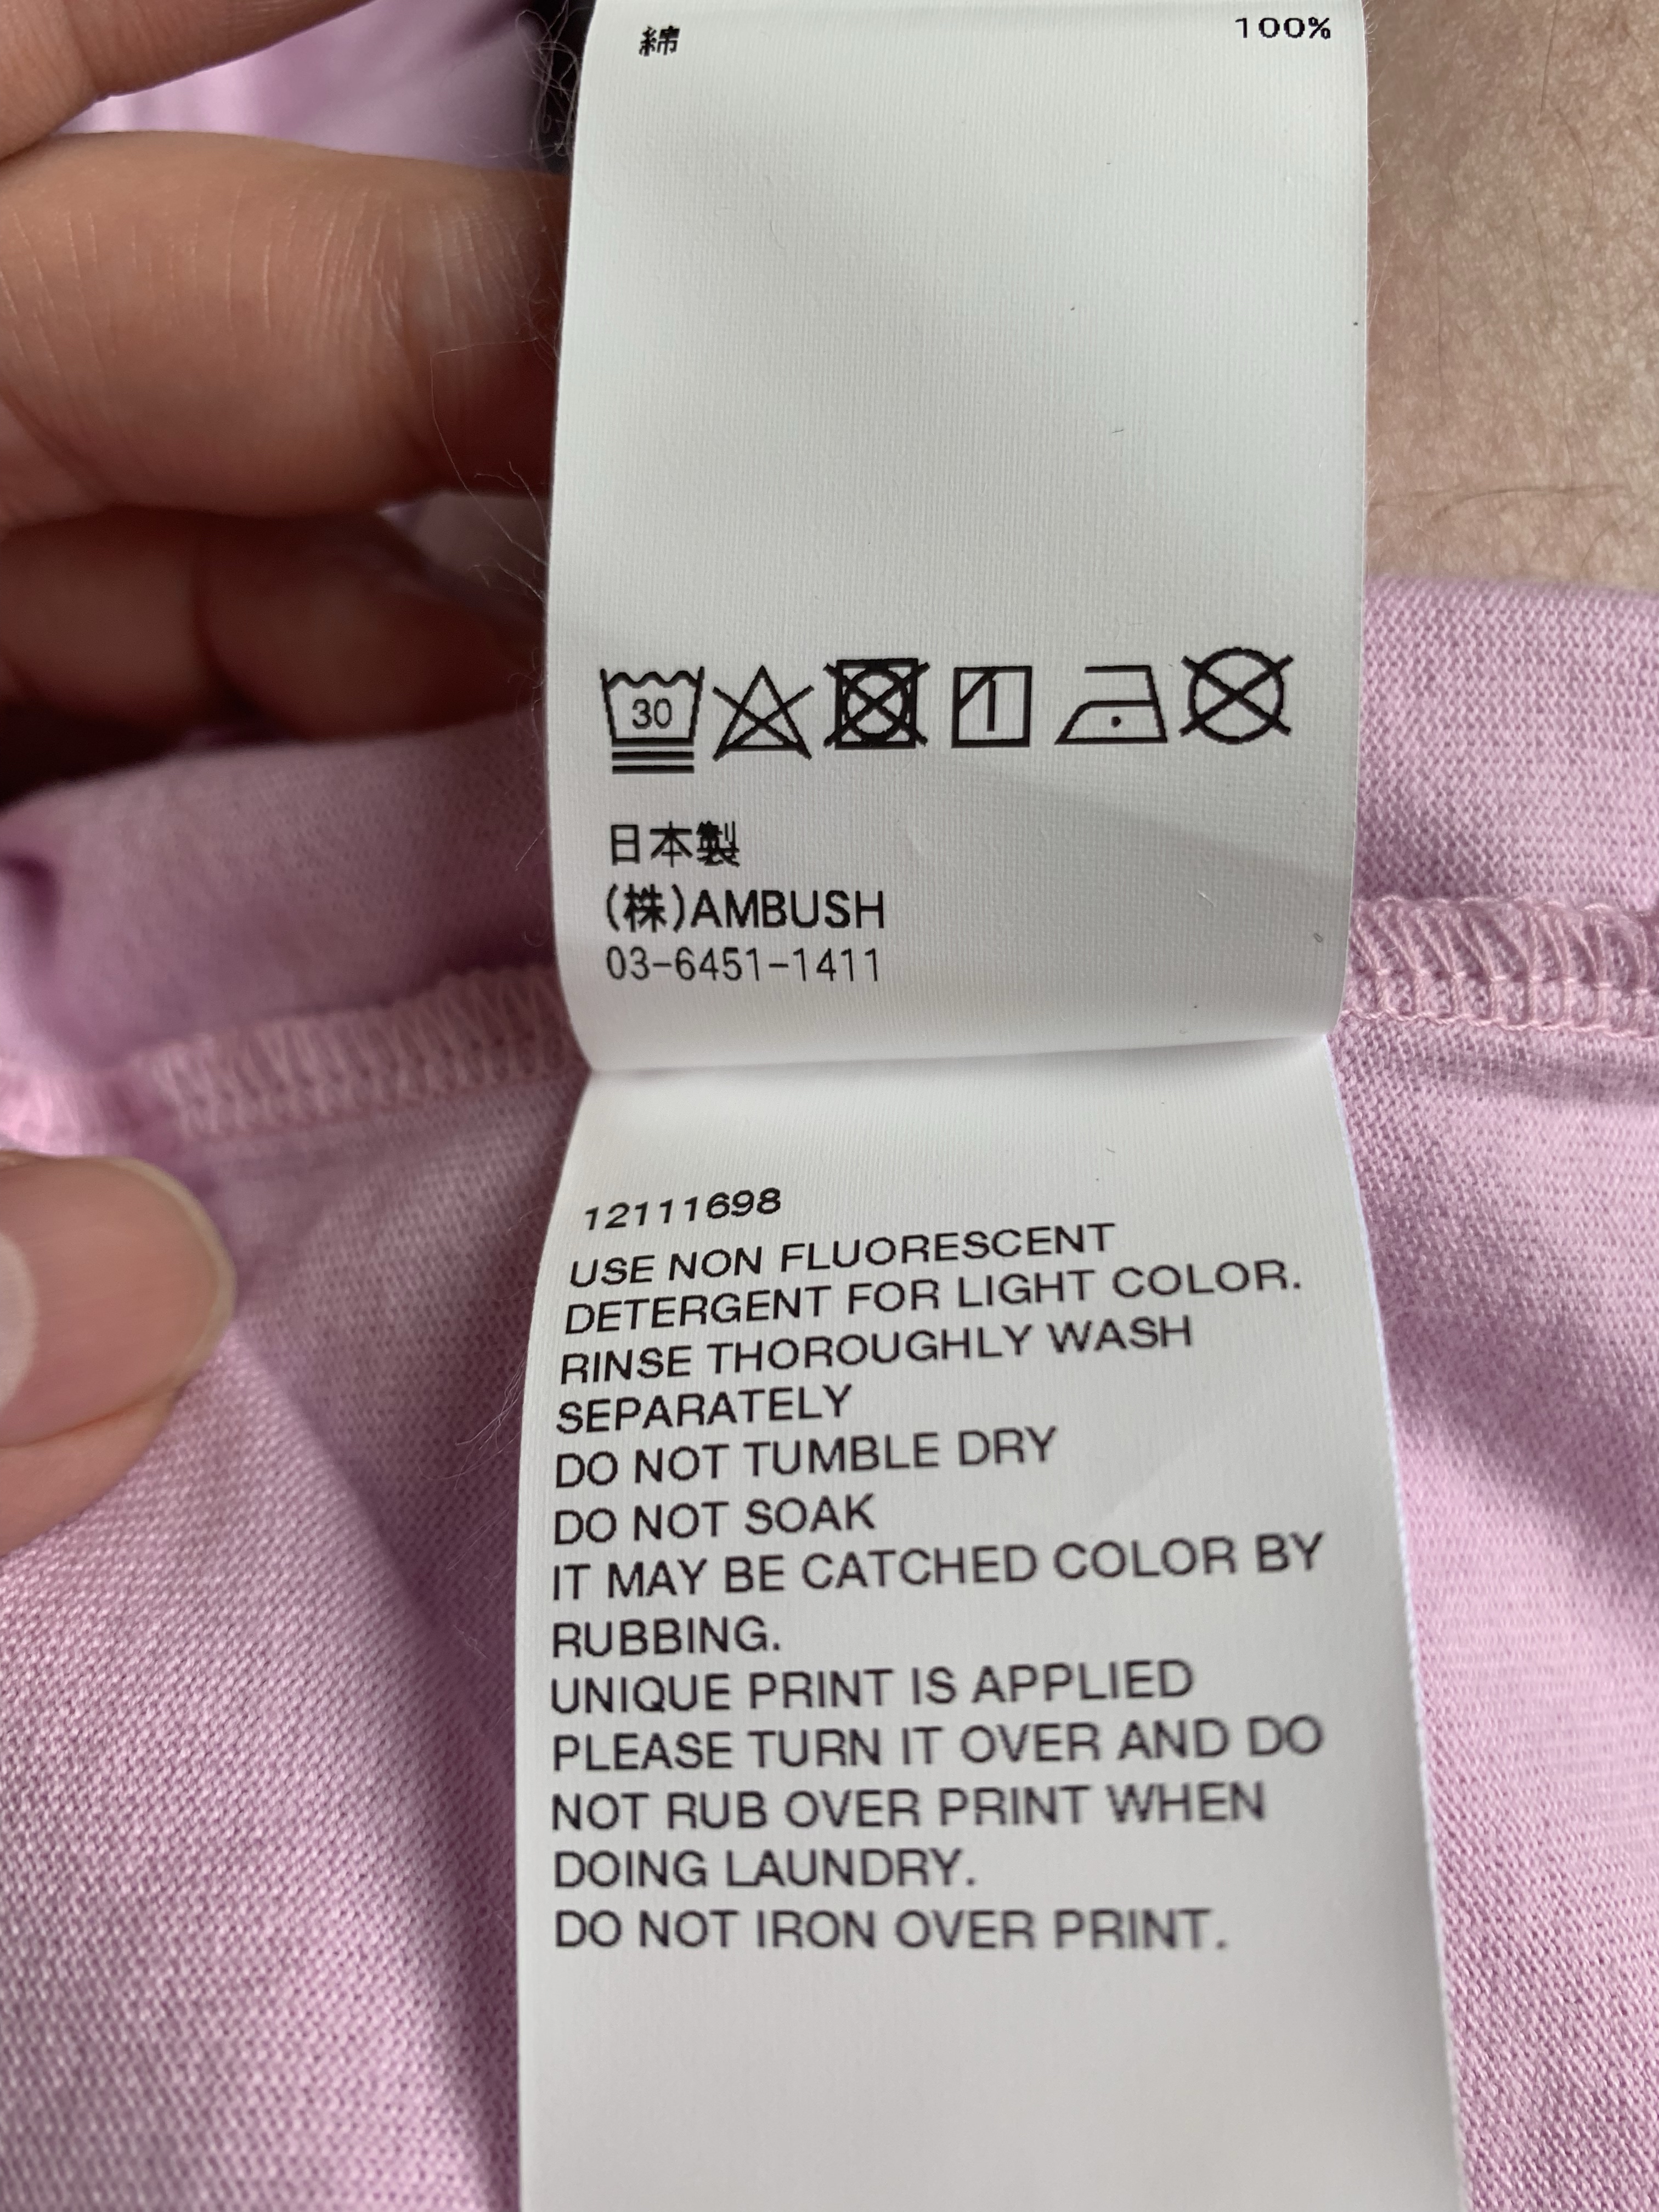 綿 100%
30
日本製
(株)AMBUSH
03-6451-1411
12111698
USE NON FLUORESCENT
DETERGENT FOR LIGHT COLOR.
RINSE THOROUGHLY WASH
SEPARATELY
DO NOT TUMBLE DRY
DO NOT SOAK
IT MAY BE CATCHED COLOR BY
RUBBING.
UNIQUE PRINT IS APPLIED
PLEASE TURN IT OVER AND DO
NOT RUB OVER PRINT WHEN
DOING LAUNDRY.
DO NOT IRON OVER PRINT.